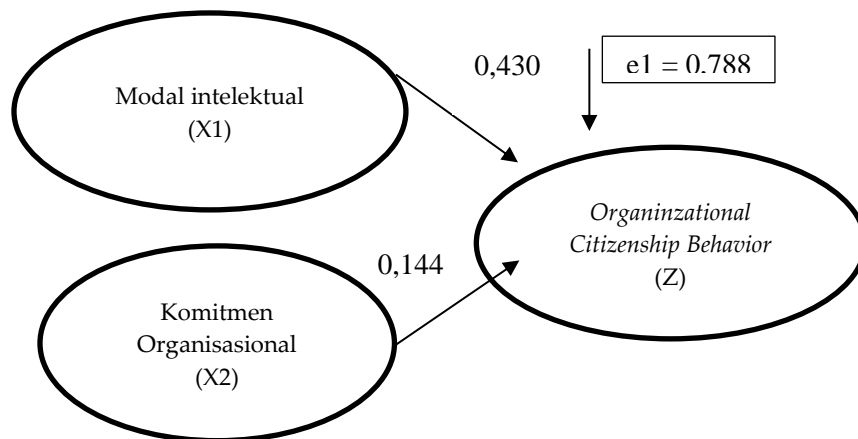 0,430
e1 = 0.788
Modal intelektual
(X1)
Organinzational
Citizenship Behavior
(Z)
0,144
Komitmen
Organisasional
(X2)